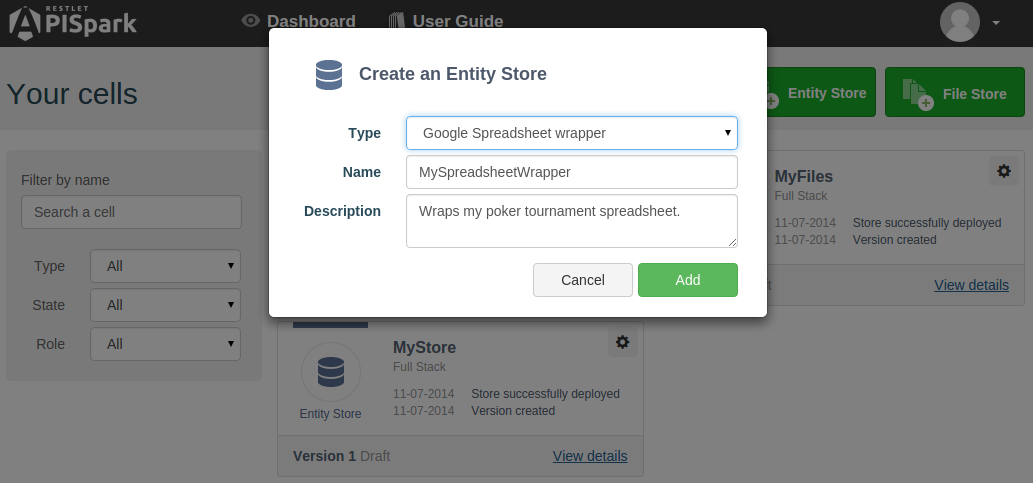 RESTLET
APISpark
Dashboard
User Guide
Create an Entity Store
Type
Google Spreadsheet wrapper
Name
MySpreadsheetWrapper
Description
Wraps my poker tournament spreadsheet.
Cancel
Add
Your cells
Entity Store
File Store
Filter by name
Search a cell
Type
All
State
All
Role
All
MyFiles
Full Stack
11-07-2014 Store successfully deployed
11-07-2014 Version created
View details
MyStore
Full Stack
11-07-2014 Store successfully deployed
11-07-2014 Version created
Entity Store
Version 1 Draft
View details